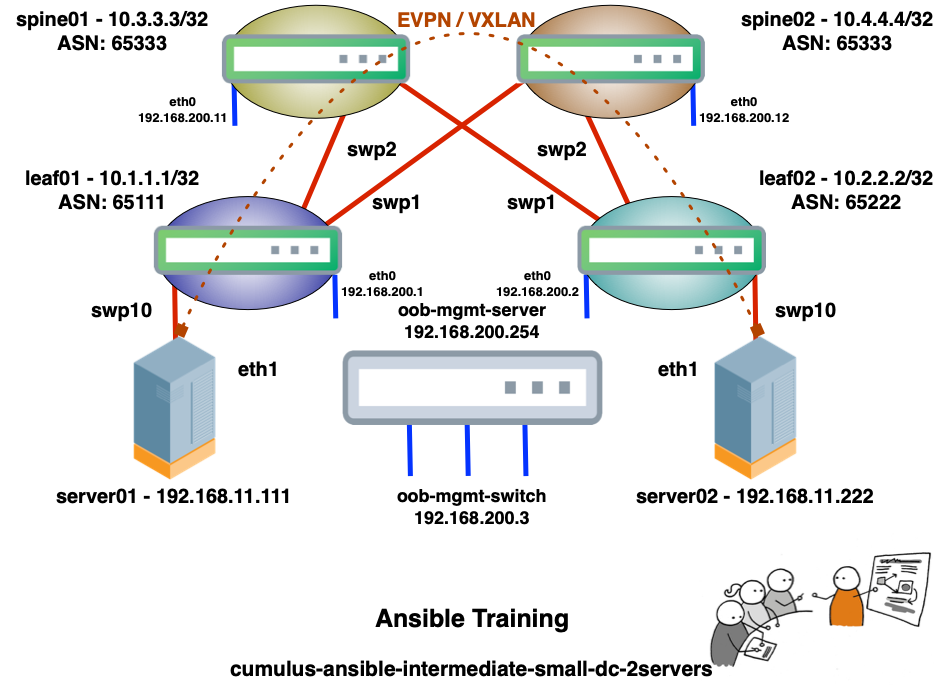 spine01 - 10.3.3.3/32
ASN: 65333
EVPN / VXLAN
spine02 - 10.4.4.4/32
ASN: 65333
eth0
192.168.200.11
eth0
192.168.200.12
swp2
swp2
leaf01 - 10.1.1.1/32
ASN: 65111
swp1
swp1
leaf02 - 10.2.2.2/32
ASN: 65222
eth0
192.168.200.1
eth0
192.168.200.2
swp10
oob-mgmt-server
192.168.200.254
swp10
eth1
eth1
server01 - 192.168.11.111
oob-mgmt-switch
192.168.200.3
server02 - 192.168.11.222
Ansible Training
cumulus-ansible-intermediate-small-dc-2servers